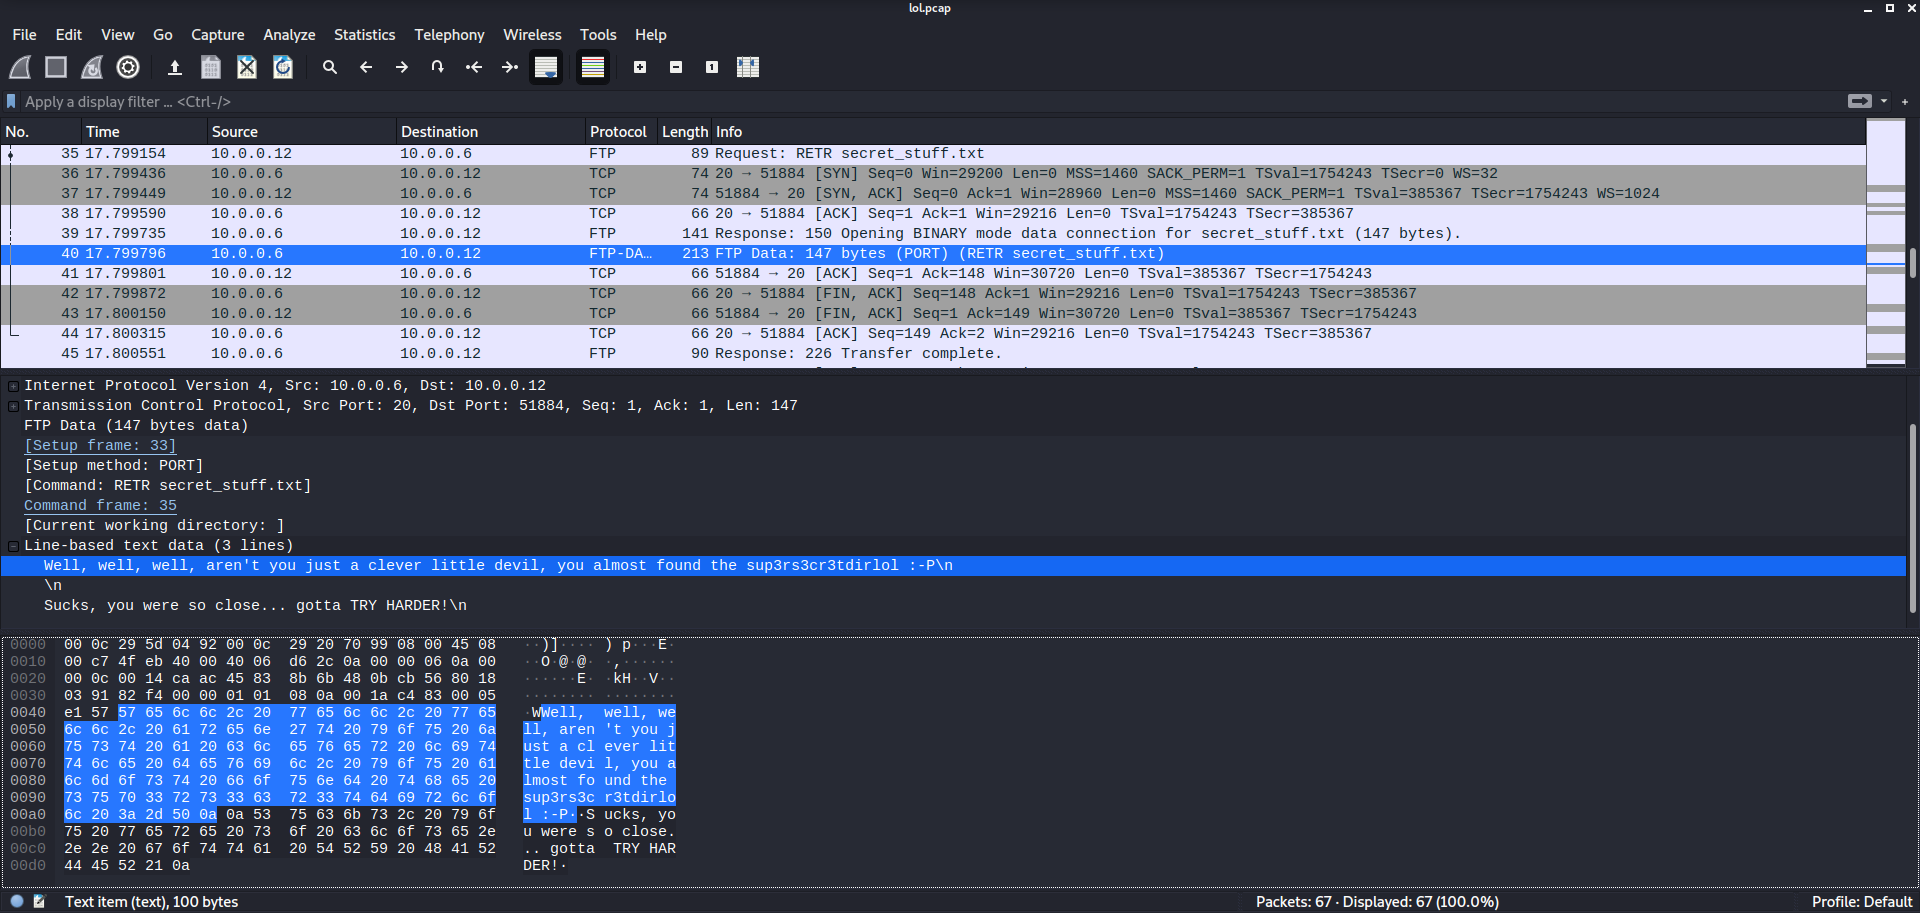 lol.pcap
File Edit View Go Capture Analyze Statistics Telephony Wireless Tools Help
Apply a display filter … <Ctrl-/>
No. Time Source Destination Protocol Length Info
35 17.799154 10.0.0.12 10.0.0.6 FTP 89 Request: RETR secret_stuff.txt
36 17.799436 10.0.0.6 10.0.0.12 TCP 74 20 → 51884 [SYN] Seq=0 Win=29200 Len=0 MSS=1460 SACK_PERM=1 TSval=1754243 TSecr=0 WS=32
37 17.799449 10.0.0.12 10.0.0.6 TCP 74 51884 → 20 [SYN, ACK] Seq=0 Ack=1 Win=28960 Len=0 MSS=1460 SACK_PERM=1 TSval=385367 TSecr=1754243 WS=1024
38 17.799590 10.0.0.6 10.0.0.12 TCP 66 20 → 51884 [ACK] Seq=1 Ack=1 Win=29216 Len=0 TSval=1754243 TSecr=385367
39 17.799735 10.0.0.6 10.0.0.12 FTP 141 Response: 150 Opening BINARY mode data connection for secret_stuff.txt (147 bytes).
40 17.799796 10.0.0.6 10.0.0.12 FTP-DA… 213 FTP Data: 147 bytes (PORT) (RETR secret_stuff.txt)
41 17.799801 10.0.0.12 10.0.0.6 TCP 66 51884 → 20 [ACK] Seq=1 Ack=148 Win=30720 Len=0 TSval=385367 TSecr=1754243
42 17.799872 10.0.0.6 10.0.0.12 TCP 66 20 → 51884 [FIN, ACK] Seq=148 Ack=1 Win=29216 Len=0 TSval=1754243 TSecr=385367
43 17.800150 10.0.0.12 10.0.0.6 TCP 66 51884 → 20 [FIN, ACK] Seq=1 Ack=149 Win=30720 Len=0 TSval=385367 TSecr=1754243
44 17.800315 10.0.0.6 10.0.0.12 TCP 66 20 → 51884 [ACK] Seq=149 Ack=2 Win=29216 Len=0 TSval=1754243 TSecr=385367
45 17.800551 10.0.0.6 10.0.0.12 FTP 90 Response: 226 Transfer complete.
Internet Protocol Version 4, Src: 10.0.0.6, Dst: 10.0.0.12
Transmission Control Protocol, Src Port: 20, Dst Port: 51884, Seq: 1, Ack: 1, Len: 147
FTP Data (147 bytes data)
[Setup frame: 33]
[Setup method: PORT]
[Command: RETR secret_stuff.txt]
Command frame: 35
[Current working directory: ]
Line-based text data (3 lines)
Well, well, well, aren't you just a clever little devil, you almost found the sup3rs3cr3tdirlol :-P\n
\n
Sucks, you were so close... gotta TRY HARDER!\n
0000 00 0c 29 5d 04 92 00 0c 29 20 70 99 08 00 45 08 ··)]···· ) p···E·
0010 00 c7 4f eb 40 00 40 06 d6 2c 0a 00 00 06 0a 00 ··O·@·@· ·,······
0020 00 0c 00 14 ca ac 45 83 8b 6b 48 0b cb 56 80 18 ······E· ·kH··V··
0030 03 91 82 f4 00 00 01 01 08 0a 00 1a c4 83 00 05 ········ ········
0040 e1 57 57 65 6c 6c 2c 20 77 65 6c 6c 2c 20 77 65 ·WWell,  well, we
0050 6c 6c 2c 20 61 72 65 6e 27 74 20 79 6f 75 20 6a ll, aren 't you j
0060 75 73 74 20 61 20 63 6c 65 76 65 72 20 6c 69 74 ust a cl ever lit
0070 74 6c 65 20 64 65 76 69 6c 2c 20 79 6f 75 20 61 tle devi l, you a
0080 6c 6d 6f 73 74 20 66 6f 75 6e 64 20 74 68 65 20 lmost fo und the
0090 73 75 70 33 72 73 33 63 72 33 74 64 69 72 6c 6f sup3rs3c r3tdirlo
00a0 6c 20 3a 2d 50 0a 0a 53 75 63 6b 73 2c 20 79 6f l :-P··S ucks, yo
00b0 75 20 77 65 72 65 20 73 6f 20 63 6c 6f 73 65 2e u were s o close.
00c0 2e 2e 20 67 6f 74 74 61 20 54 52 59 20 48 41 52 .. gotta  TRY HAR
00d0 44 45 52 21 0a DER!·
Text item (text), 100 bytes Packets: 67 · Displayed: 67 (100.0%) Profile: Default